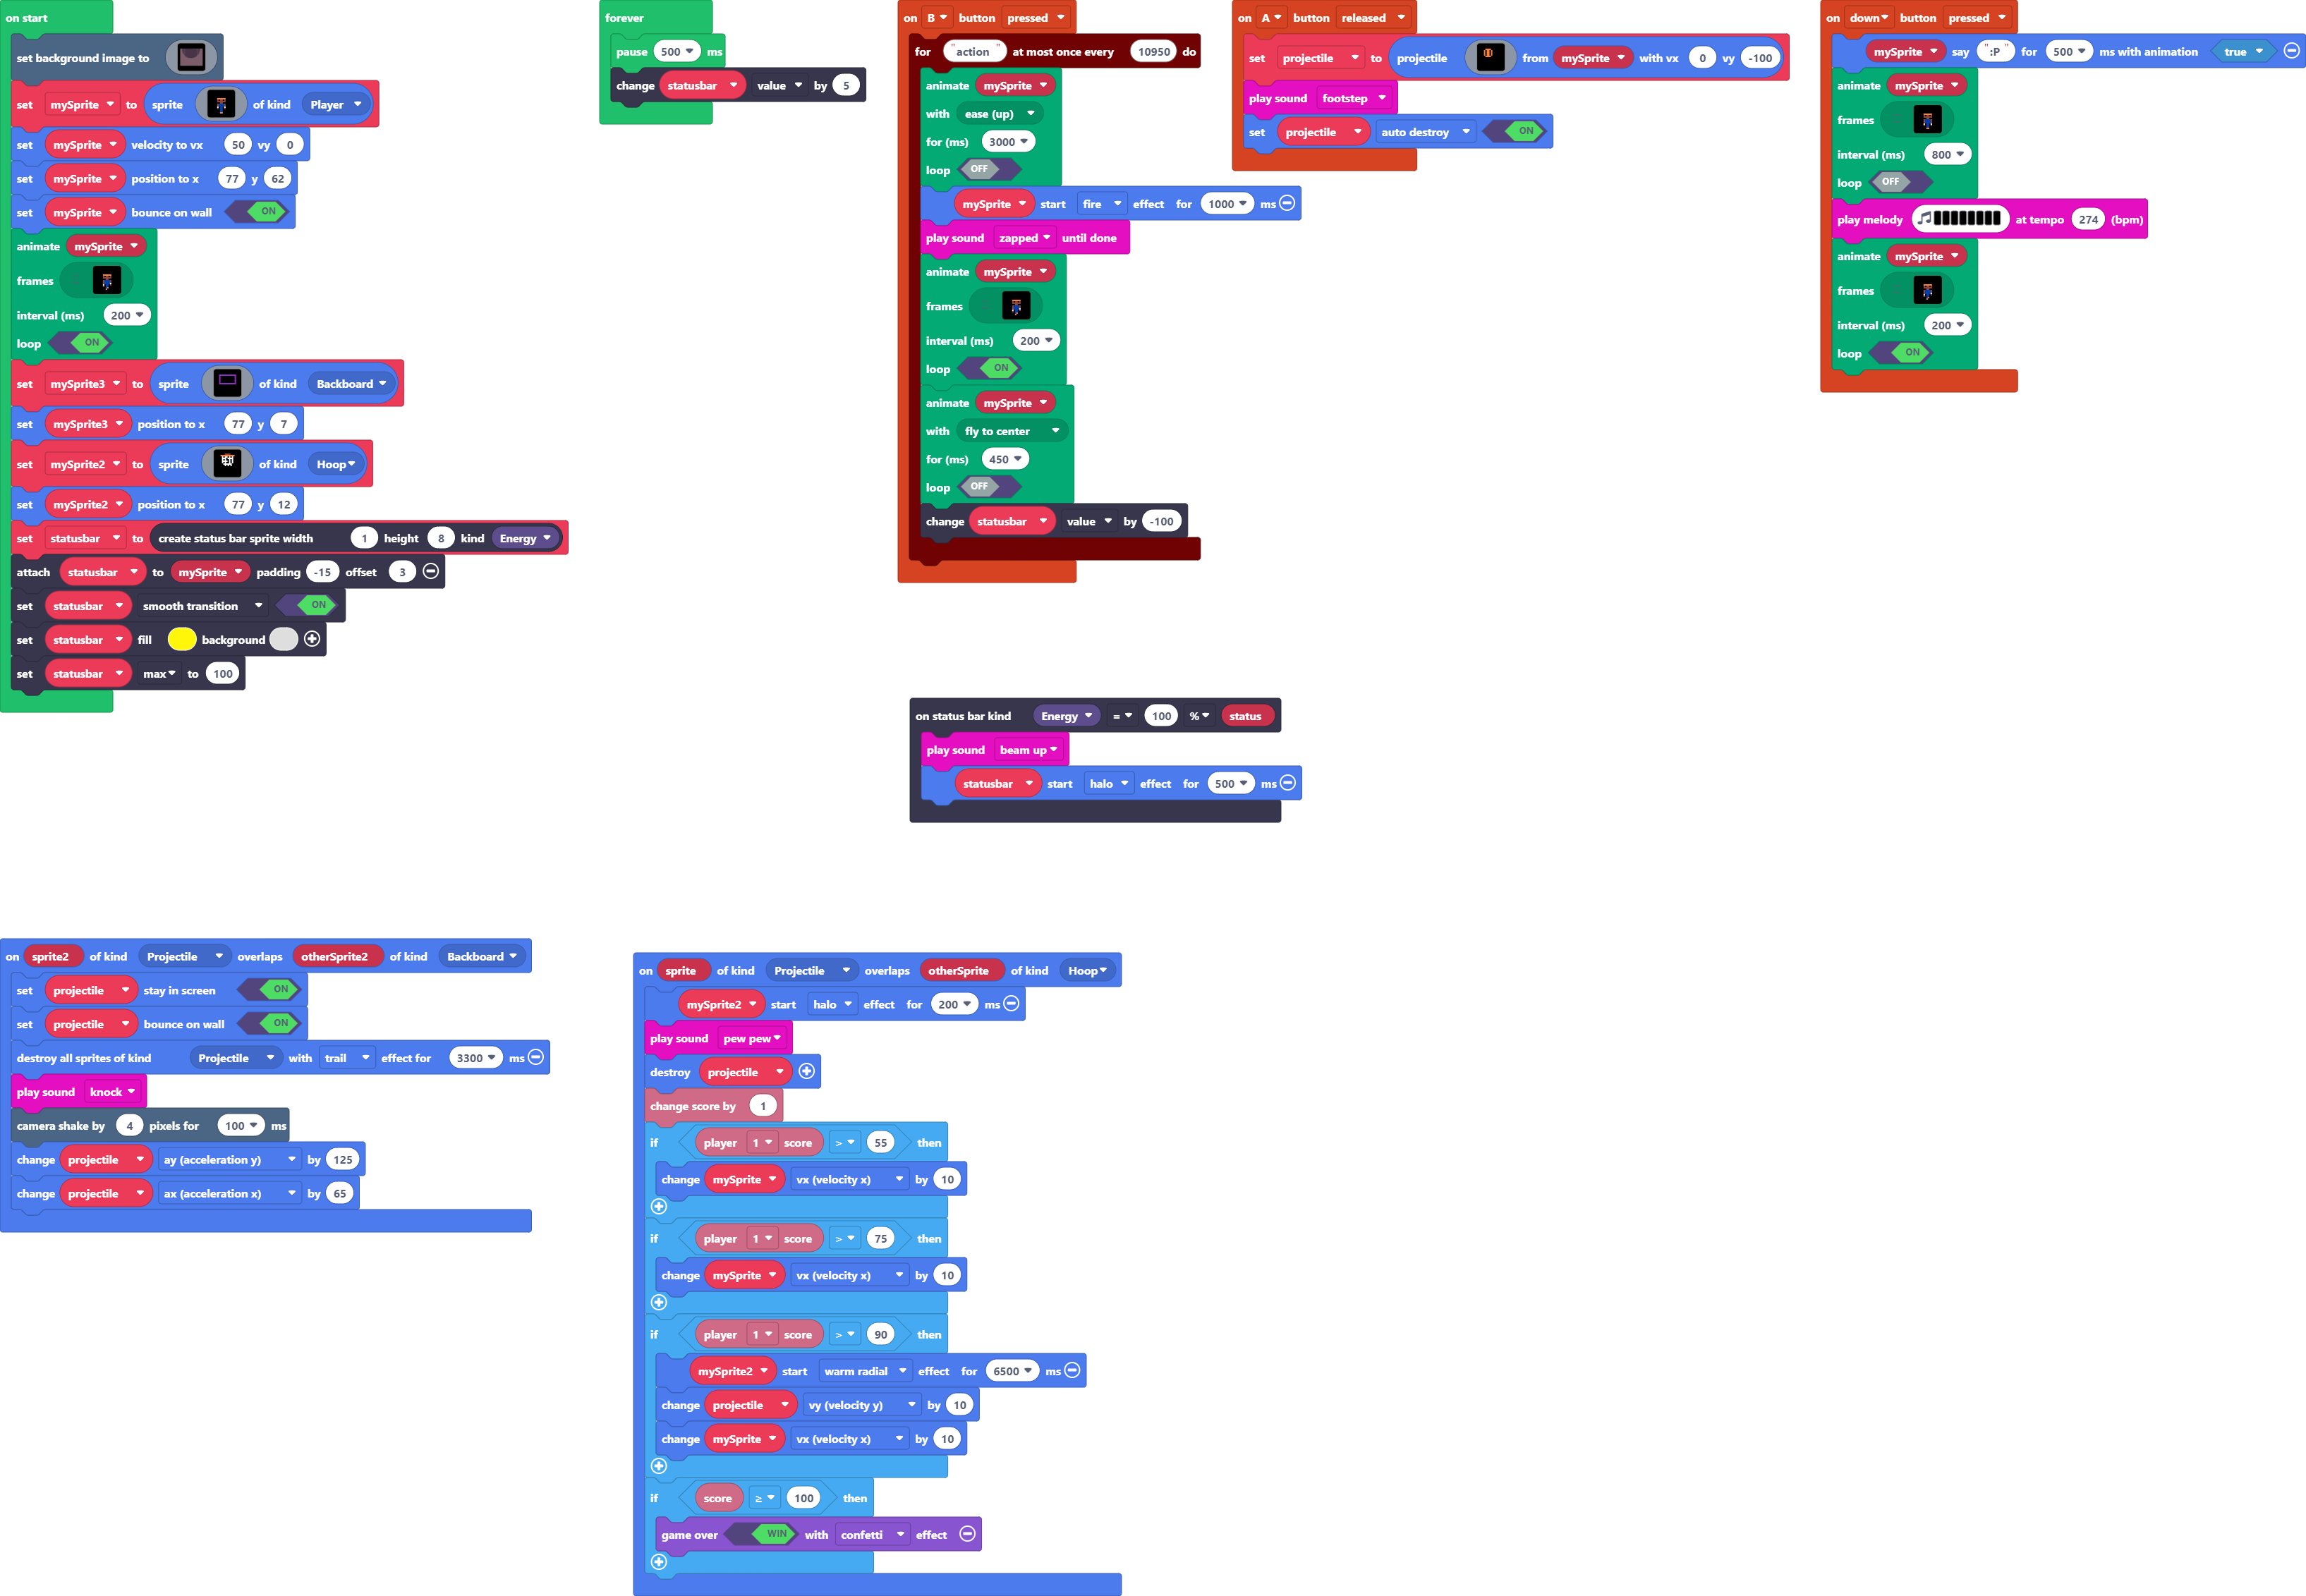 on start
set background image to
set mySprite to sprite of kind Player
set mySprite velocity to vx 50 vy 0
set mySprite position to x 77 y 62
set mySprite bounce on wall ON
animate mySprite
frames
interval (ms) 200
loop ON
set mySprite3 to sprite of kind Backboard
set mySprite3 position to x 77 y 7
set mySprite2 to sprite of kind Hoop
set mySprite2 position to x 77 y 12
set statusbar to create status bar sprite width 1 height 8 kind Energy
attach statusbar to mySprite padding -15 offset 3
set statusbar smooth transition ON
set statusbar fill background
set statusbar max to 100
forever
pause 500 ms
change statusbar value by 5
on B button pressed
for "action" at most once every 10950 do
animate mySprite
with ease (up)
for (ms) 3000
loop OFF
mySprite start fire effect for 1000 ms
play sound zapped until done
animate mySprite
frames
interval (ms) 200
loop ON
animate mySprite
with fly to center
for (ms) 450
loop OFF
change statusbar value by -100
on A button released
set projectile to projectile from mySprite with vx 0 vy -100
play sound footstep
set projectile auto destroy ON
on down button pressed
mySprite say ":P" for 500 ms with animation true
animate mySprite
frames
interval (ms) 800
loop OFF
play melody at tempo 274 (bpm)
animate mySprite
frames
interval (ms) 200
loop ON
on status bar kind Energy = 100 % status
play sound beam up
statusbar start halo effect for 500 ms
on sprite2 of kind Projectile overlaps otherSprite2 of kind Backboard
set projectile stay in screen ON
set projectile bounce on wall ON
destroy all sprites of kind Projectile with trail effect for 3300 ms
play sound knock
camera shake by 4 pixels for 100 ms
change projectile ay (acceleration y) by 125
change projectile ax (acceleration x) by 65
on sprite of kind Projectile overlaps otherSprite of kind Hoop
mySprite2 start halo effect for 200 ms
play sound pew pew
destroy projectile
change score by 1
if player 1 score > 55 then
change mySprite vx (velocity x) by 10
if player 1 score > 75 then
change mySprite vx (velocity x) by 10
if player 1 score > 90 then
mySprite2 start warm radial effect for 6500 ms
change projectile vy (velocity y) by 10
change mySprite vx (velocity x) by 10
if score ≥ 100 then
game over WIN with confetti effect